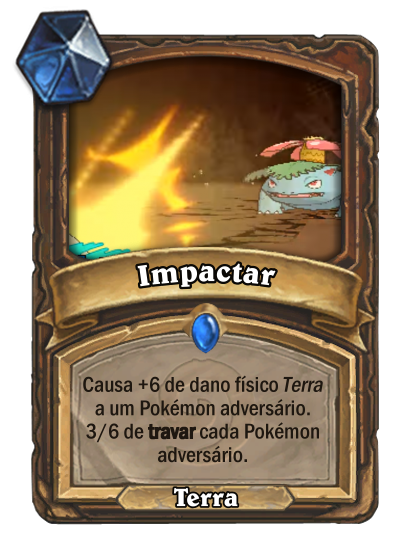 Impactar
Causa +6 de dano físico Terra
a um Pokémon adversário.
3/6 de travar cada Pokémon
adversário.
Terra